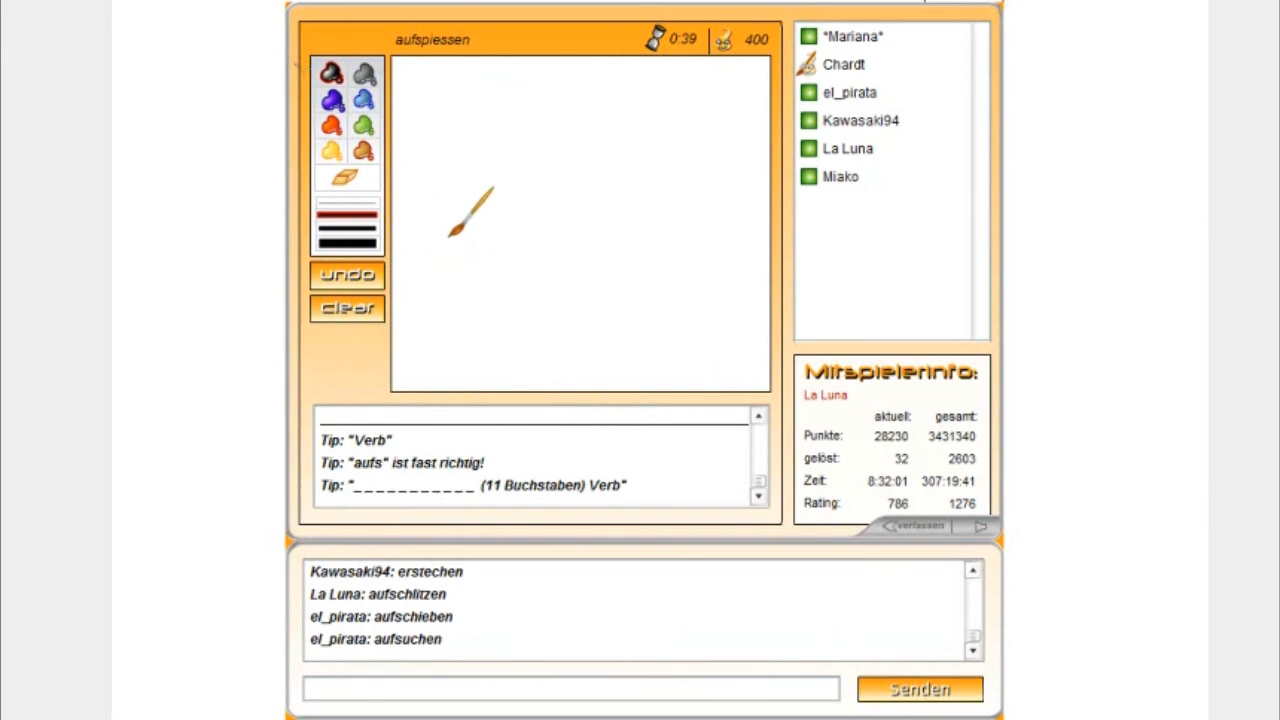 aufspiessen 0:39 400
undo
clear
Tip: "Verb"
Tip: "aufs" ist fast richtig!
Tip: "_ _ _ _ _ _ _ _ _ _ _ (11 Buchstaben) Verb"
*Mariana*
Chardt
el_pirata
Kawasaki94
La Luna
Miako
Mitspielerinfo:
La Luna
aktuell: gesamt:
Punkte: 28230 3431340
gelöst: 32 2603
Zeit: 8:32:01 307:19:41
Rating: 786 1276
verlassen
Kawasaki94: erstechen
La Luna: aufschlitzen
el_pirata: aufschieben
el_pirata: aufsuchen
Senden